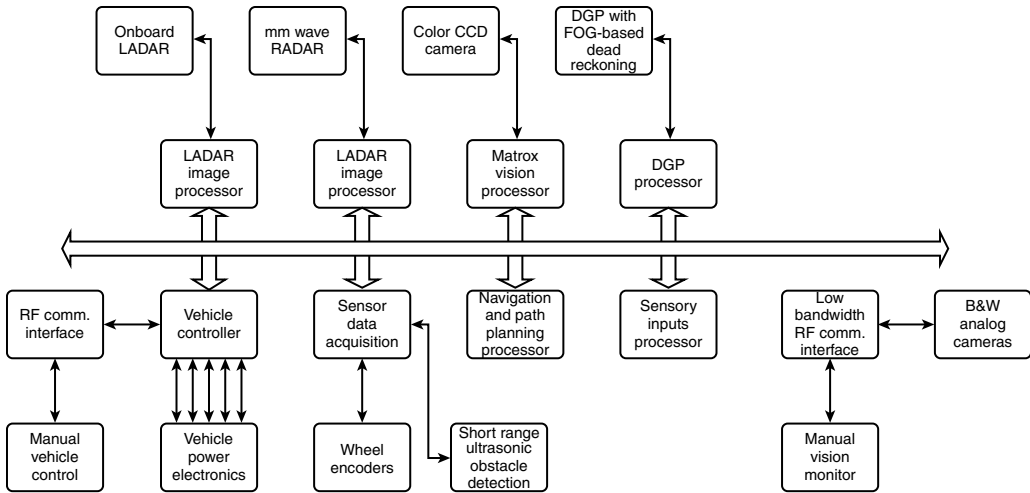 Onboard
LADAR
mm wave
RADAR
Color CCD
camera
DGP with
FOG-based
dead
reckoning
LADAR
image
processor
LADAR
image
processor
Matrox
vision
processor
DGP
processor
RF comm.
interface
Vehicle
controller
Sensor
data
acquisition
Navigation
and path
planning
processor
Sensory
inputs
processor
Low
bandwidth
RF comm.
interface
B&W
analog
cameras
Manual
vehicle
control
Vehicle
power
electronics
Wheel
encoders
Short range
ultrasonic
obstacle
detection
Manual
vision
monitor